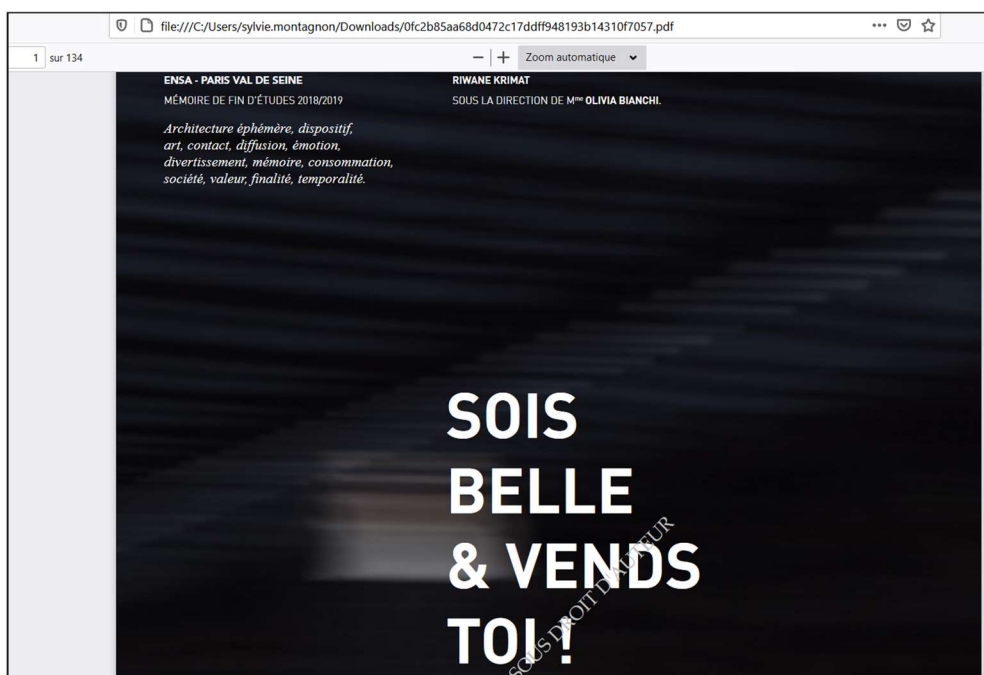 file:///C:/Users/sylvie.montagnon/Downloads/0fc2b85aa68d0472c17ddff948193b14310f7057.pdf
1 sur 134
Zoom automatique
ENSA - PARIS VAL DE SEINE
MÉMOIRE DE FIN D'ÉTUDES 2018/2019
RIWANE KRIMAT
SOUS LA DIRECTION DE Mme OLIVIA BIANCHI.
Architecture éphémère, dispositif,
art, contact, diffusion, émotion,
divertissement, mémoire, consommation,
société, valeur, finalité, temporalité.
SOIS
BELLE
& VENDS
TOI !
SOUS DROIT D'AUTEUR